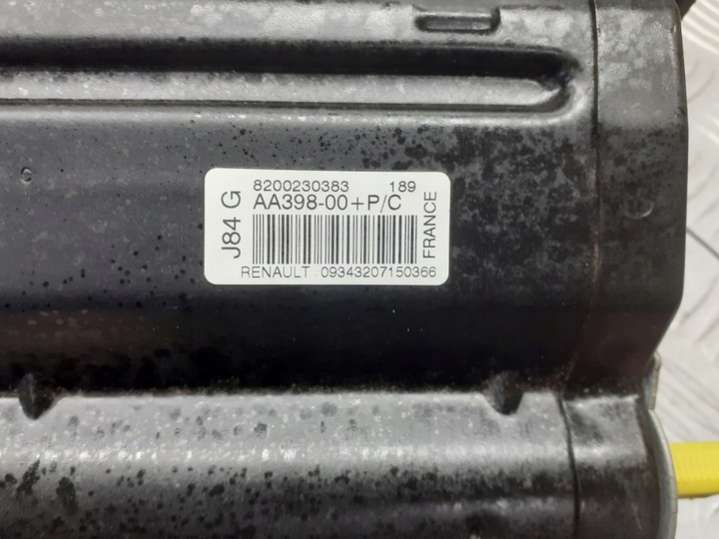 J84 G
8200230383 189
AA398-00+P/C
RENAULT 09343207150366
FRANCE